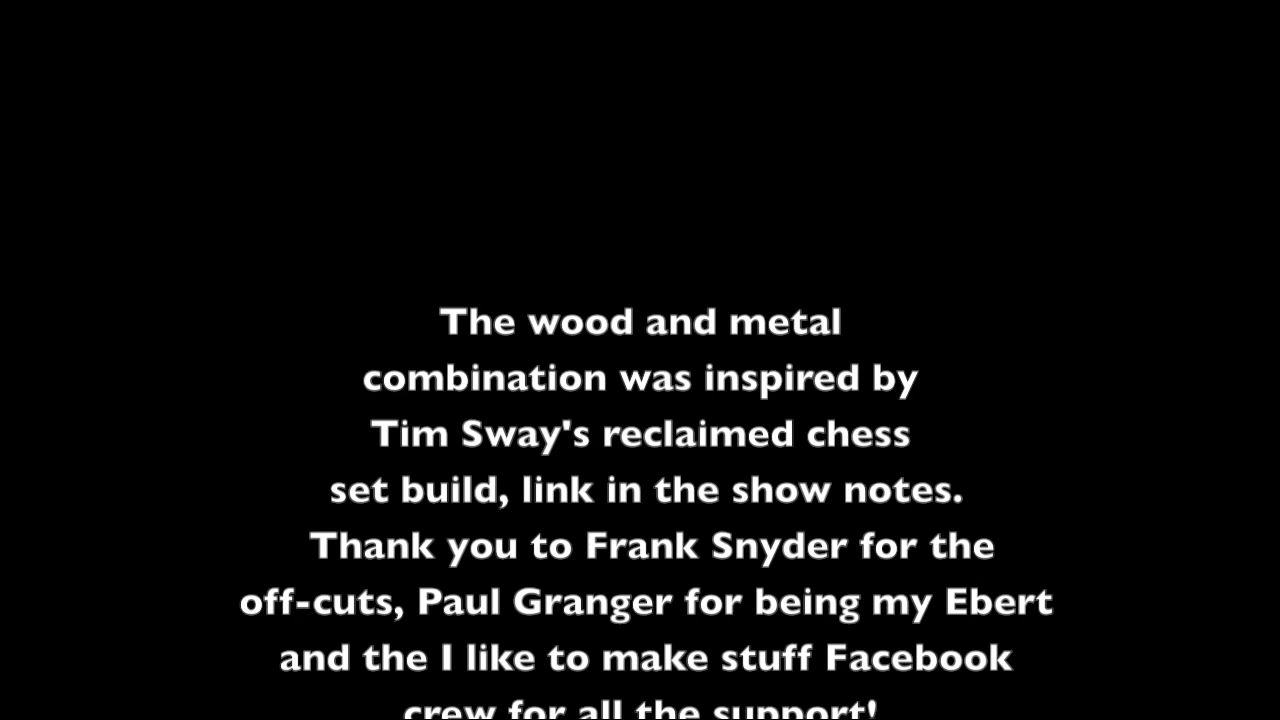 The wood and metal
combination was inspired by
Tim Sway's reclaimed chess
set build, link in the show notes.
Thank you to Frank Snyder for the
off-cuts, Paul Granger for being my Ebert
and the I like to make stuff Facebook
crew for all the support!